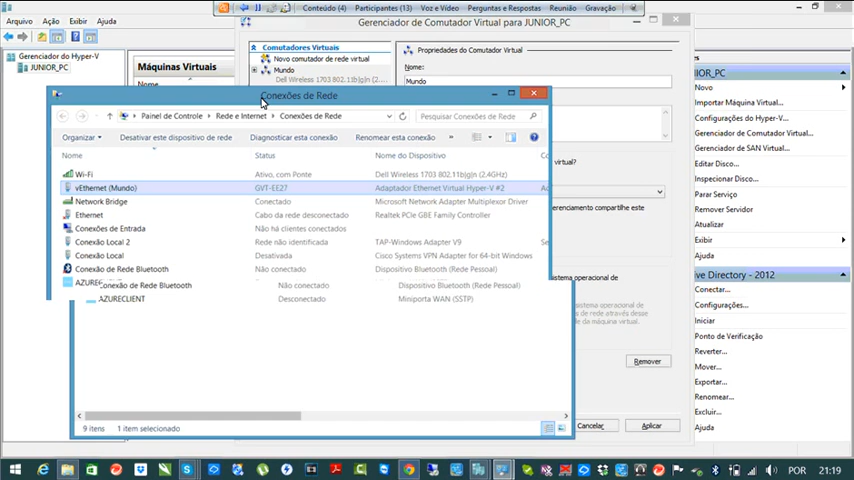 Conteúdo (4) Participantes (13) Voz e Vídeo Perguntas e Respostas Reunião Gravação
Arquivo Ação Exibir Ajuda
Gerenciador de Comutador Virtual para JUNIOR_PC
Gerenciador do Hyper-V
JUNIOR_PC
Máquinas Virtuais
Nome
Comutadores Virtuais
Novo comutador de rede virtual
Mundo
Dell Wireless 1703 802.11b|g|n (2.4...
Propriedades do Comutador Virtual
Nome:
Mundo
virtual?
erenciamento compartilhe este
istema operacional de
istema operacional de
írtua física.
da máquina virtual.
Remover
Cancelar
Aplicar
Conexões de Rede
Painel de Controle Rede e Internet Conexões de Rede
Pesquisar Conexões de Rede
Organizar Desativar este dispositivo de rede Diagnosticar esta conexão Renomear esta conexão »
Nome Status Nome do Dispositivo
Wi-Fi Ativo, com Ponte Dell Wireless 1703 802.11b|g|n (2.4GHz)
vEthernet (Mundo) GVT-EE27 Adaptador Ethernet Virtual Hyper-V #2
Network Bridge Conectado Microsoft Network Adapter Multiplexor Driver
Ethernet Cabo da rede desconectado Realtek PCIe GBE Family Controller
Conexões de Entrada Não há clientes conectados
Conexão Local 2 Rede não identificada TAP-Windows Adapter V9
Conexão Local Desativada Cisco Systems VPN Adapter for 64-bit Windows
Conexão de Rede Bluetooth Não conectado Dispositivo Bluetooth (Rede Pessoal)
Conexão de Rede Bluetooth Não conectado Dispositivo Bluetooth (Rede Pessoal)
AZURECLIENT Desconectado Miniporta WAN (SSTP)
9 itens 1 item selecionado
IOR_PC
Novo
Importar Máquina Virtual...
Gerenciador de SAN Virtual...
Editar Disco...
Inspecionar Disco...
Parar Serviço
Remover Servidor
Atualizar
Exibir
Ajuda
ve Directory - 2012
Conectar...
Configurações...
Iniciar
Ponto de Verificação
Reverter...
Mover...
Exportar...
Renomear...
Excluir...
Ajuda
POR 21:19